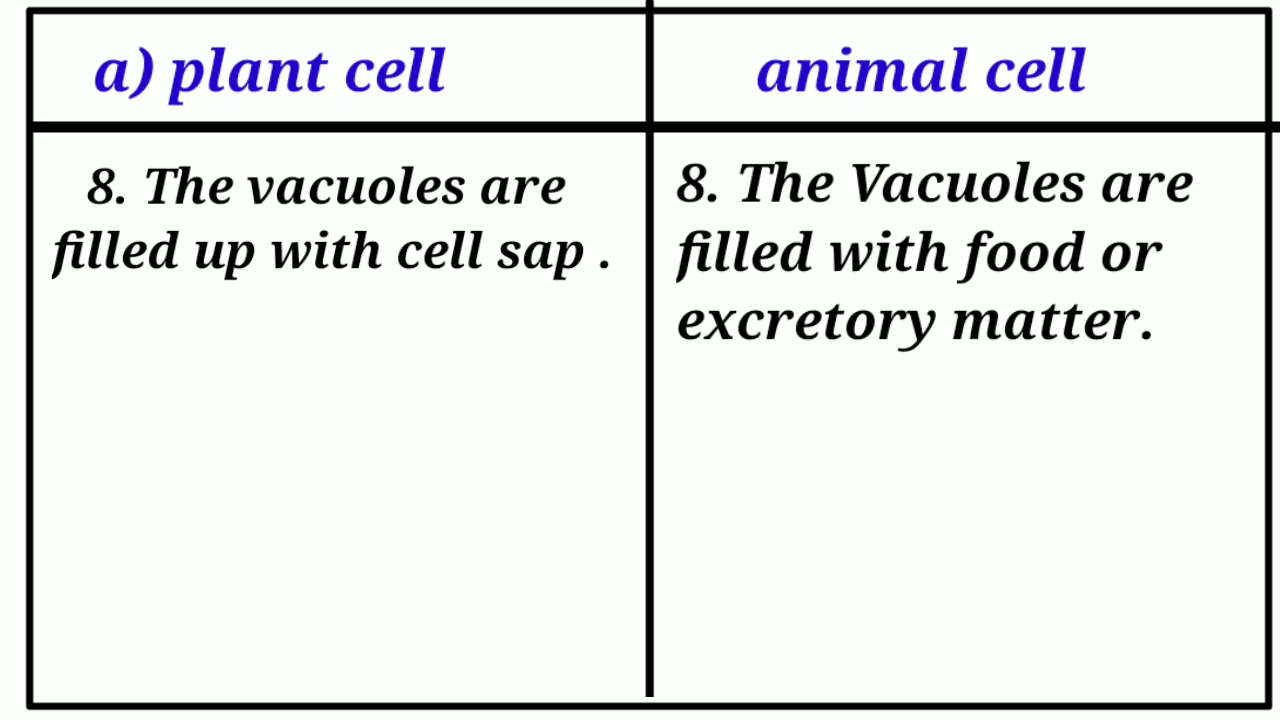 a) plant cell
animal cell
8. The vacuoles are
filled up with cell sap .
8. The Vacuoles are
filled with food or
excretory matter.